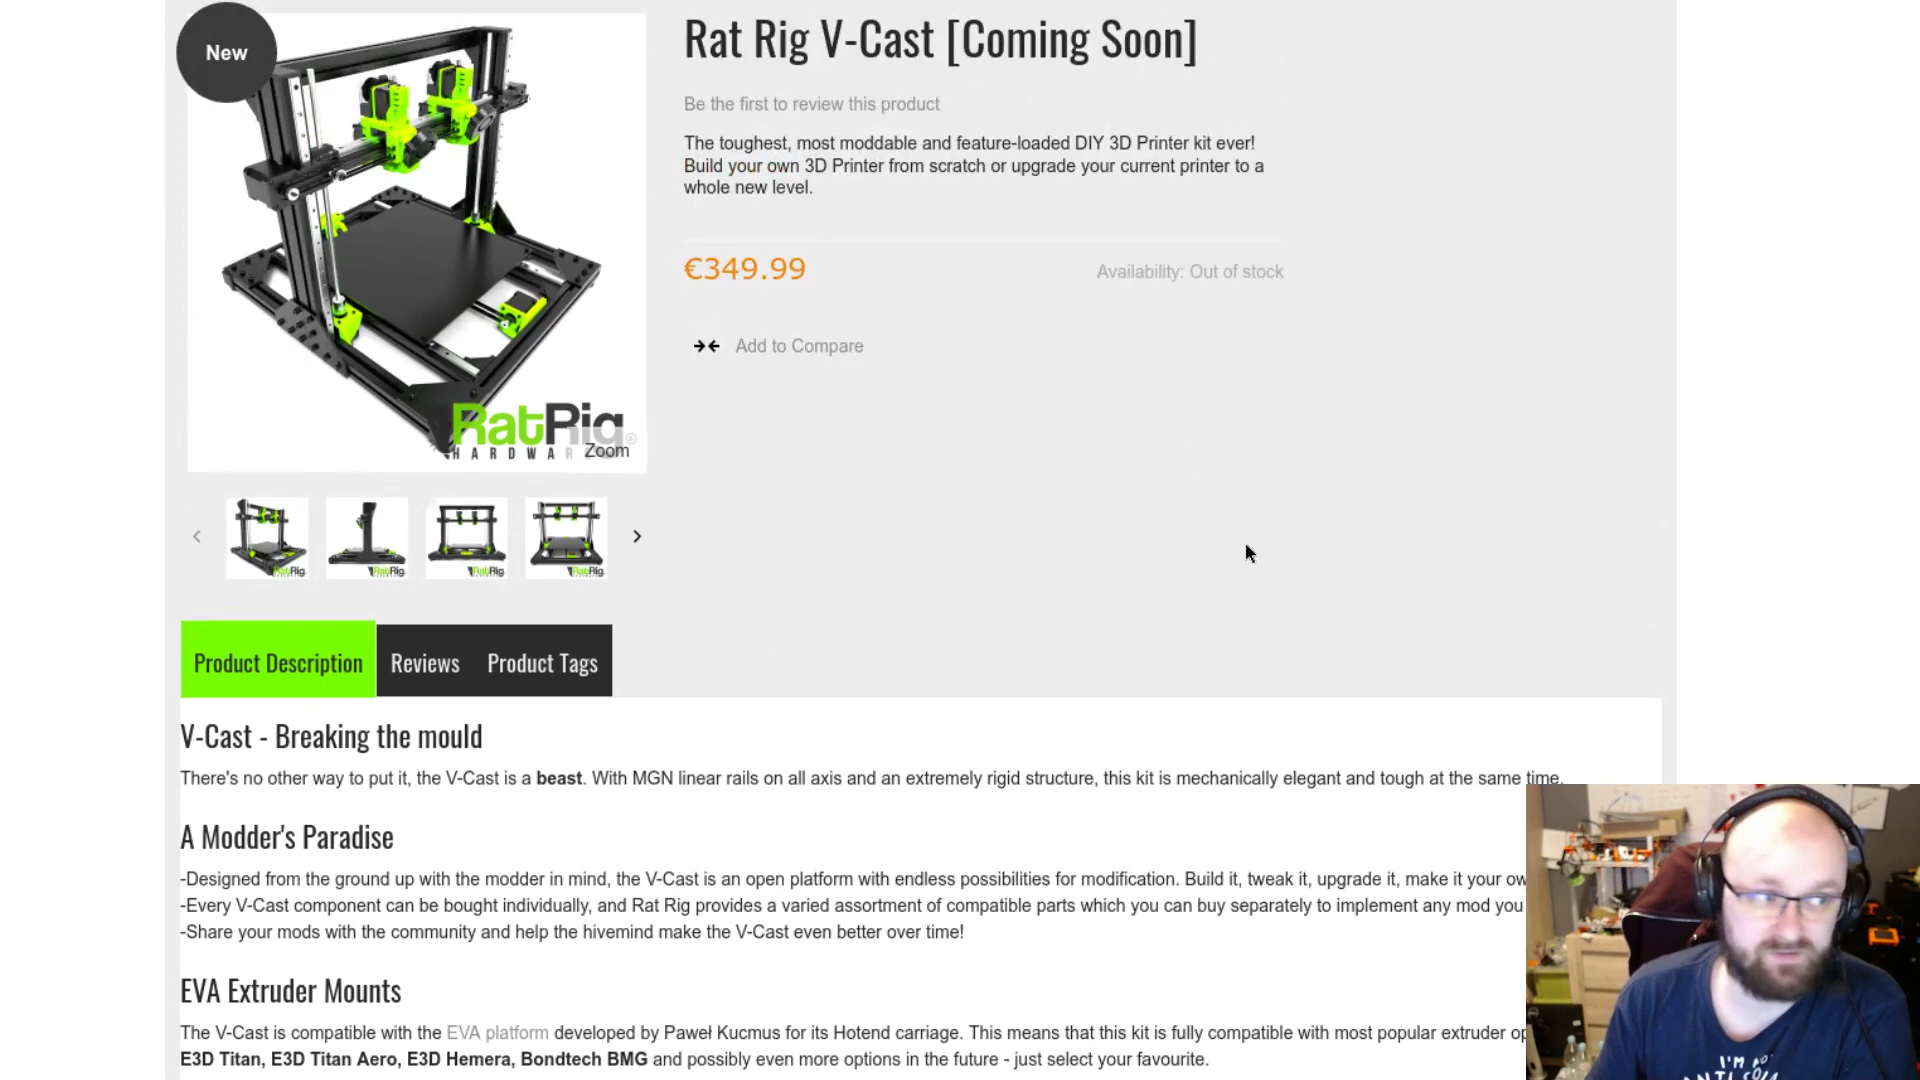 New
Rat Rig V-Cast [Coming Soon]
Be the first to review this product
The toughest, most moddable and feature-loaded DIY 3D Printer kit ever!
Build your own 3D Printer from scratch or upgrade your current printer to a
whole new level.
€349.99
Availability: Out of stock
Add to Compare
RatRig
HARDWAR
Zoom
RatRig
RatRig
RatRig
RatRig
Product Description
Reviews
Product Tags
V-Cast - Breaking the mould
There's no other way to put it, the V-Cast is a beast. With MGN linear rails on all axis and an extremely rigid structure, this kit is mechanically elegant and tough at the same time.
A Modder's Paradise
-Designed from the ground up with the modder in mind, the V-Cast is an open platform with endless possibilities for modification. Build it, tweak it, upgrade it, make it your ow
-Every V-Cast component can be bought individually, and Rat Rig provides a varied assortment of compatible parts which you can buy separately to implement any mod you
-Share your mods with the community and help the hivemind make the V-Cast even better over time!
EVA Extruder Mounts
The V-Cast is compatible with the EVA platform developed by Paweł Kucmus for its Hotend carriage. This means that this kit is fully compatible with most popular extruder op
E3D Titan, E3D Titan Aero, E3D Hemera, Bondtech BMG and possibly even more options in the future - just select your favourite.
I'M NO